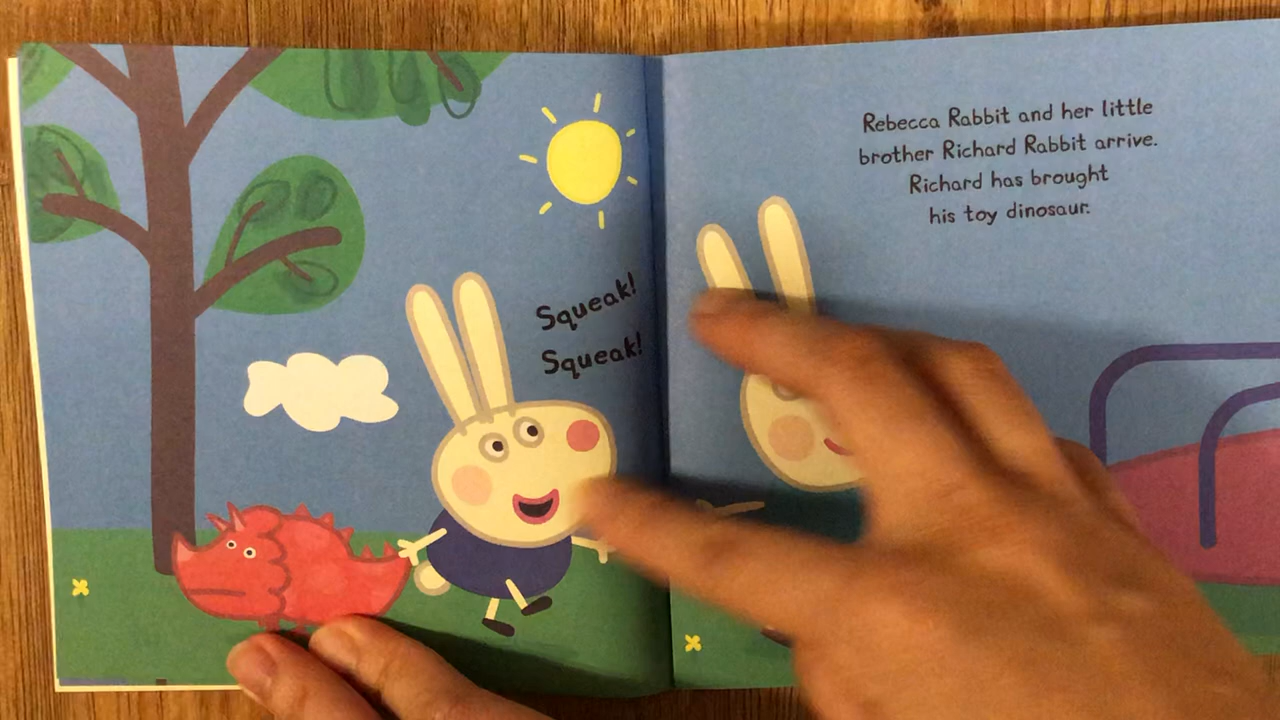 Squeak!
Squeak!
Rebecca Rabbit and her little
brother Richard Rabbit arrive.
Richard has brought
his toy dinosaur.